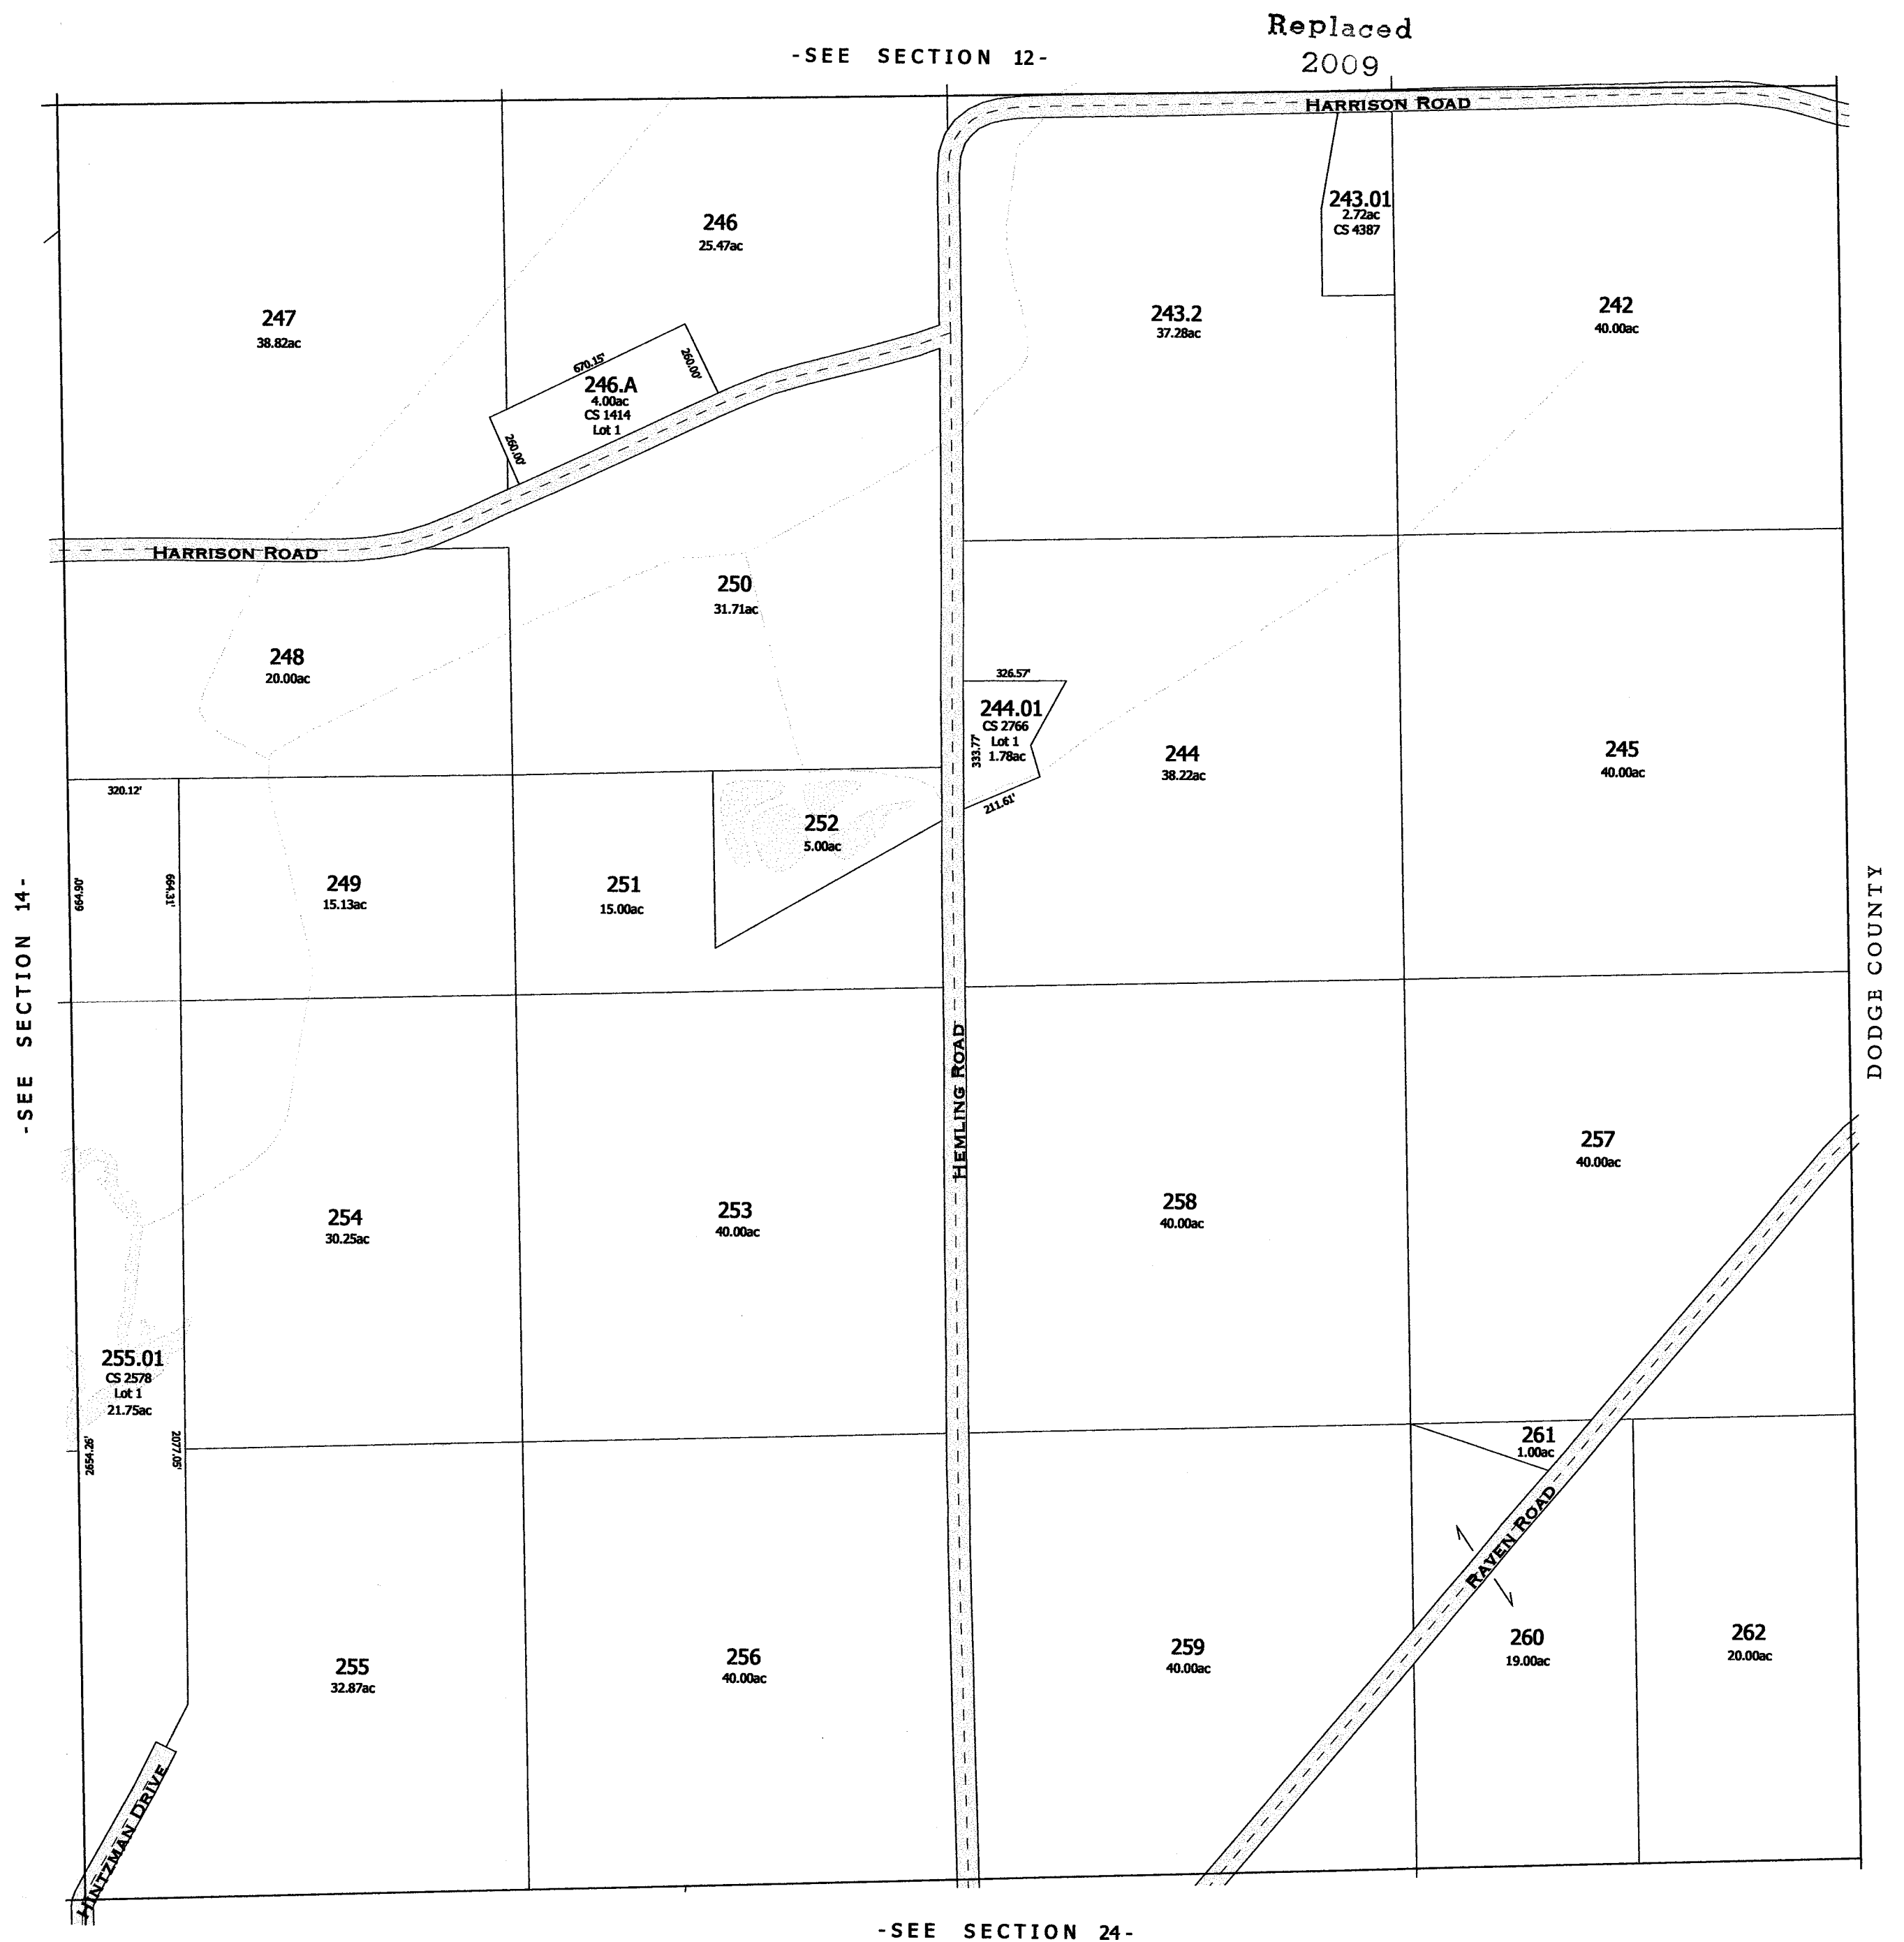 Replaced
2009
-SEE SECTION 12-
HARRISON ROAD
243.01
2.72ac
CS 4387
246
25.47ac
247
38.82ac
243.2
37.28ac
242
40.00ac
670.15'
260.00'
246.A
4.00ac
CS 1414
Lot 1
260.00'
HARRISON ROAD
250
31.71ac
248
20.00ac
326.57'
244.01
CS 2766
Lot 1
1.78ac
333.77'
211.61'
244
38.22ac
245
40.00ac
320.12'
664.90'
664.31'
249
15.13ac
251
15.00ac
252
5.00ac
-SEE SECTION 14-
DODGE COUNTY
HEMLING ROAD
257
40.00ac
254
30.25ac
253
40.00ac
258
40.00ac
255.01
CS 2578
Lot 1
21.75ac
2654.26'
2077.05'
261
1.00ac
RAVEN ROAD
255
32.87ac
256
40.00ac
259
40.00ac
260
19.00ac
262
20.00ac
HINTZMAN DRIVE
-SEE SECTION 24-